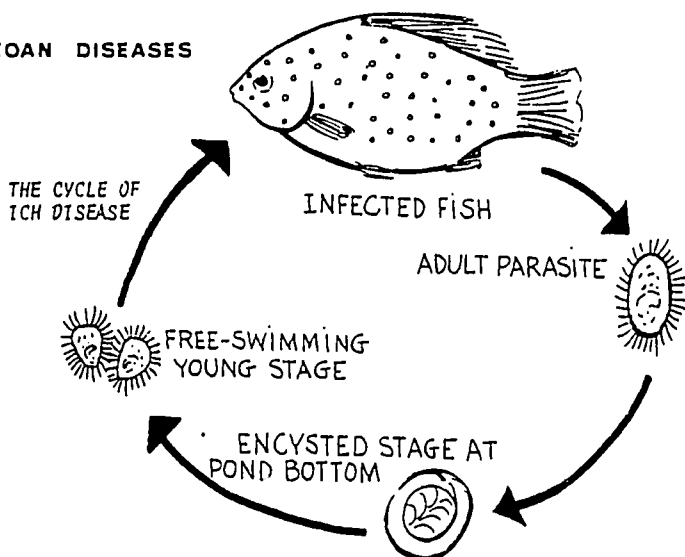 DISEASES
THE CYCLE OF
ICH DISEASE
INFECTED FiSH
ADULT PARASITE
FREE-SWIMMING
YOUNG STAGE
ENCYSTED STAGE AT
POND BOTTOM